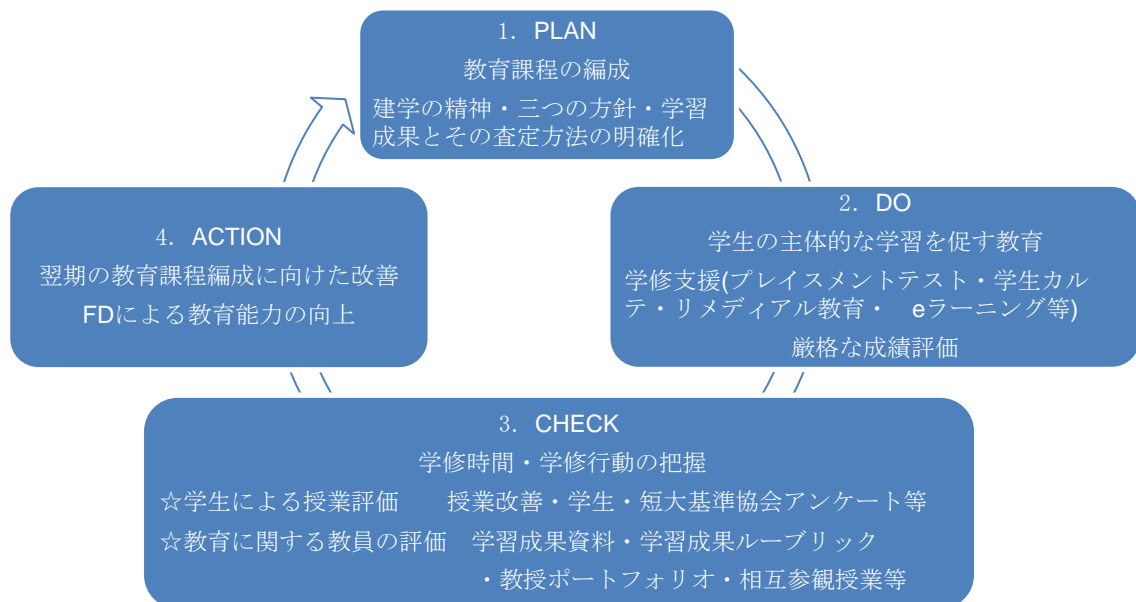 1. PLAN
教育課程の編成
建学の精神・三つの方針・学習
成果とその査定方法の明確化
2. DO
学生の主体的な学習を促す教育
学修支援(プレイスメントテスト・学生カル
テ・リメディアル教育・　eラーニング等)
厳格な成績評価
3. CHECK
学修時間・学修行動の把握
☆学生による授業評価　　授業改善・学生・短大基準協会アンケート等
☆教育に関する教員の評価　学習成果資料・学習成果ルーブリック
・教授ポートフォリオ・相互参観授業等
4. ACTION
翌期の教育課程編成に向けた改善
FDによる教育能力の向上